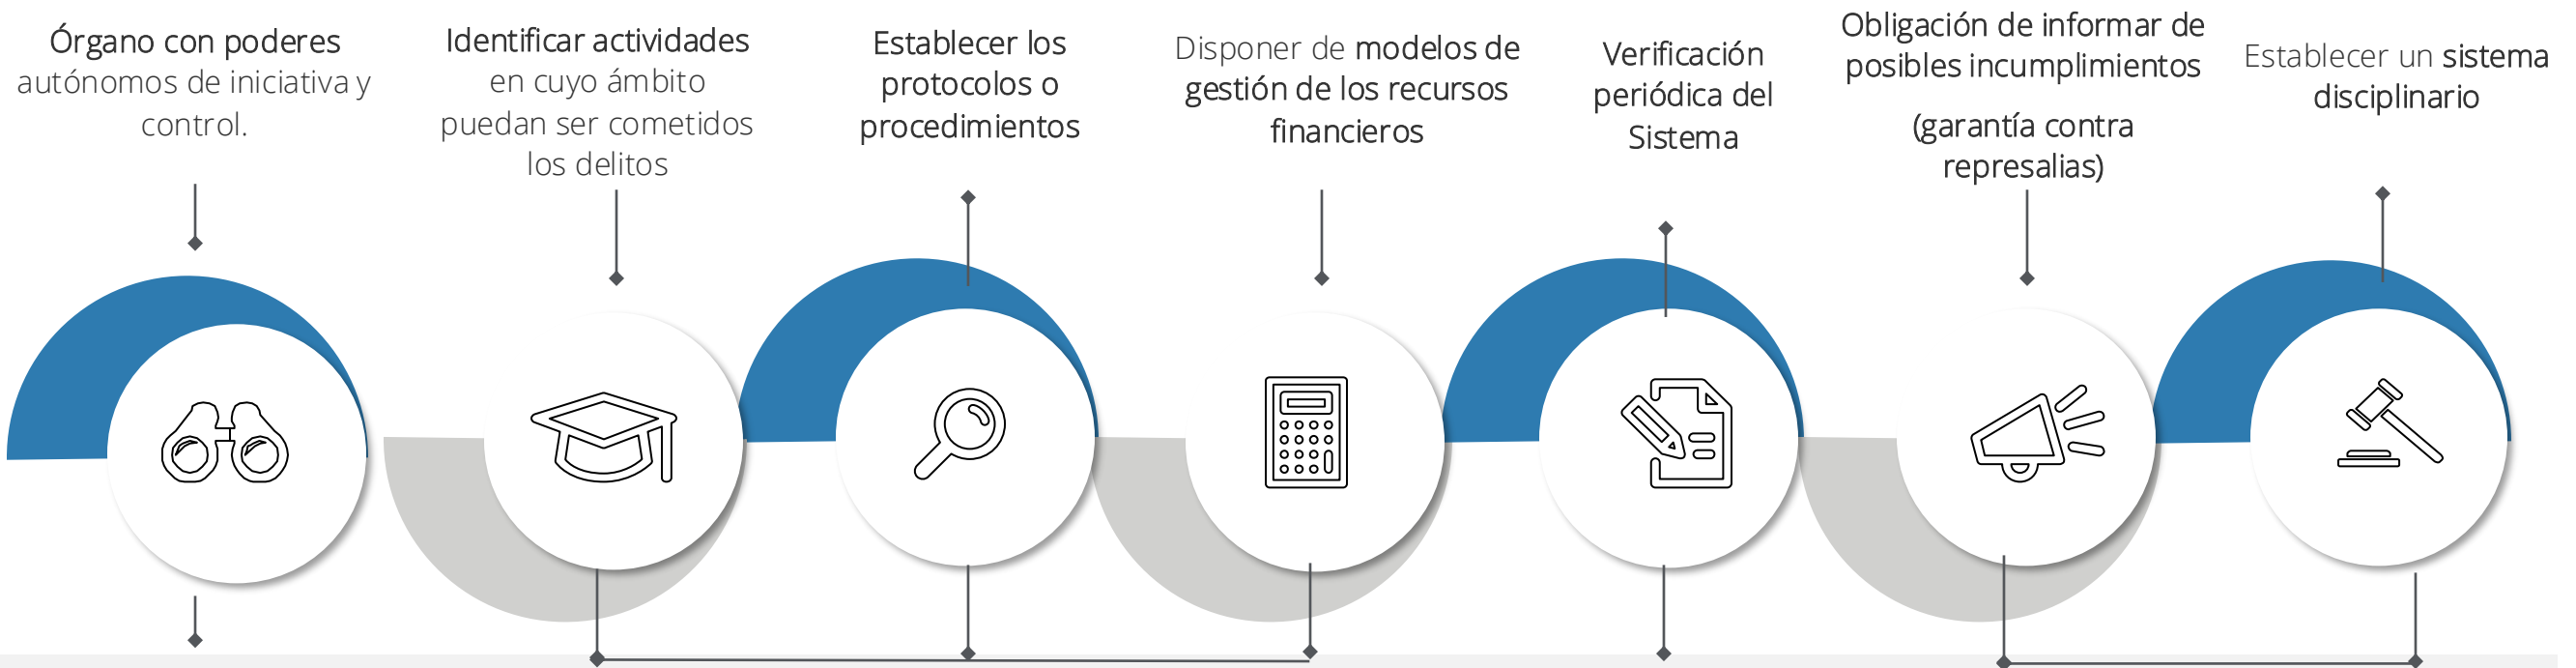 Órgano con poderes
autónomos de iniciativa y
control.
Identificar actividades
en cuyo ámbito
puedan ser cometidos
los delitos
Establecer los
protocolos o
procedimientos
Disponer de modelos de
gestión de los recursos
financieros
Verificación
periódica del
Sistema
Obligación de informar de
posibles incumplimientos
(garantía contra
represalias)
Establecer un sistema
disciplinario